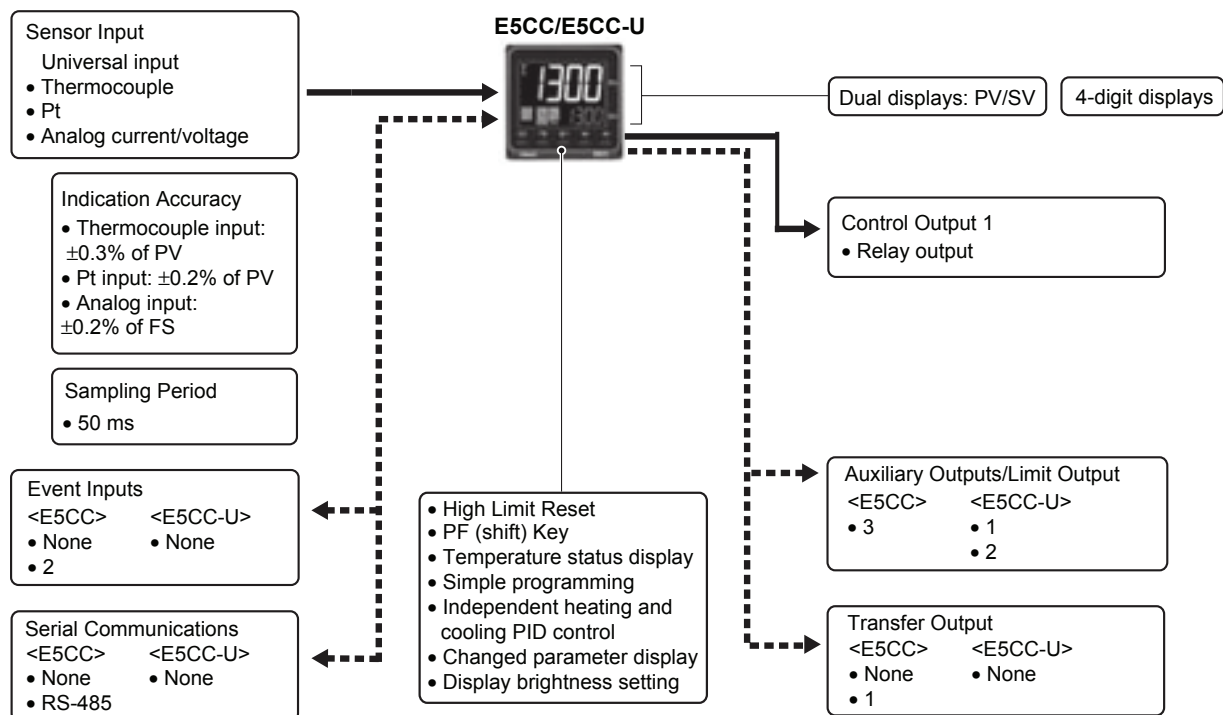 E5CC/E5CC-U
Sensor Input
Universal input
• Thermocouple
• Pt
• Analog current/voltage
1300
1300
Dual displays: PV/SV
4-digit displays
Indication Accuracy
• Thermocouple input:
±0.3% of PV
• Pt input: ±0.2% of PV
• Analog input:
±0.2% of FS
Control Output 1
• Relay output
Sampling Period
• 50 ms
Event Inputs
<E5CC> <E5CC-U>
• None • None
• 2
• High Limit Reset
• PF (shift) Key
• Temperature status display
• Simple programming
• Independent heating and
cooling PID control
• Changed parameter display
• Display brightness setting
Auxiliary Outputs/Limit Output
<E5CC> <E5CC-U>
• 3 • 1
• 2
Serial Communications
<E5CC> <E5CC-U>
• None • None
• RS-485
Transfer Output
<E5CC> <E5CC-U>
• None • None
• 1